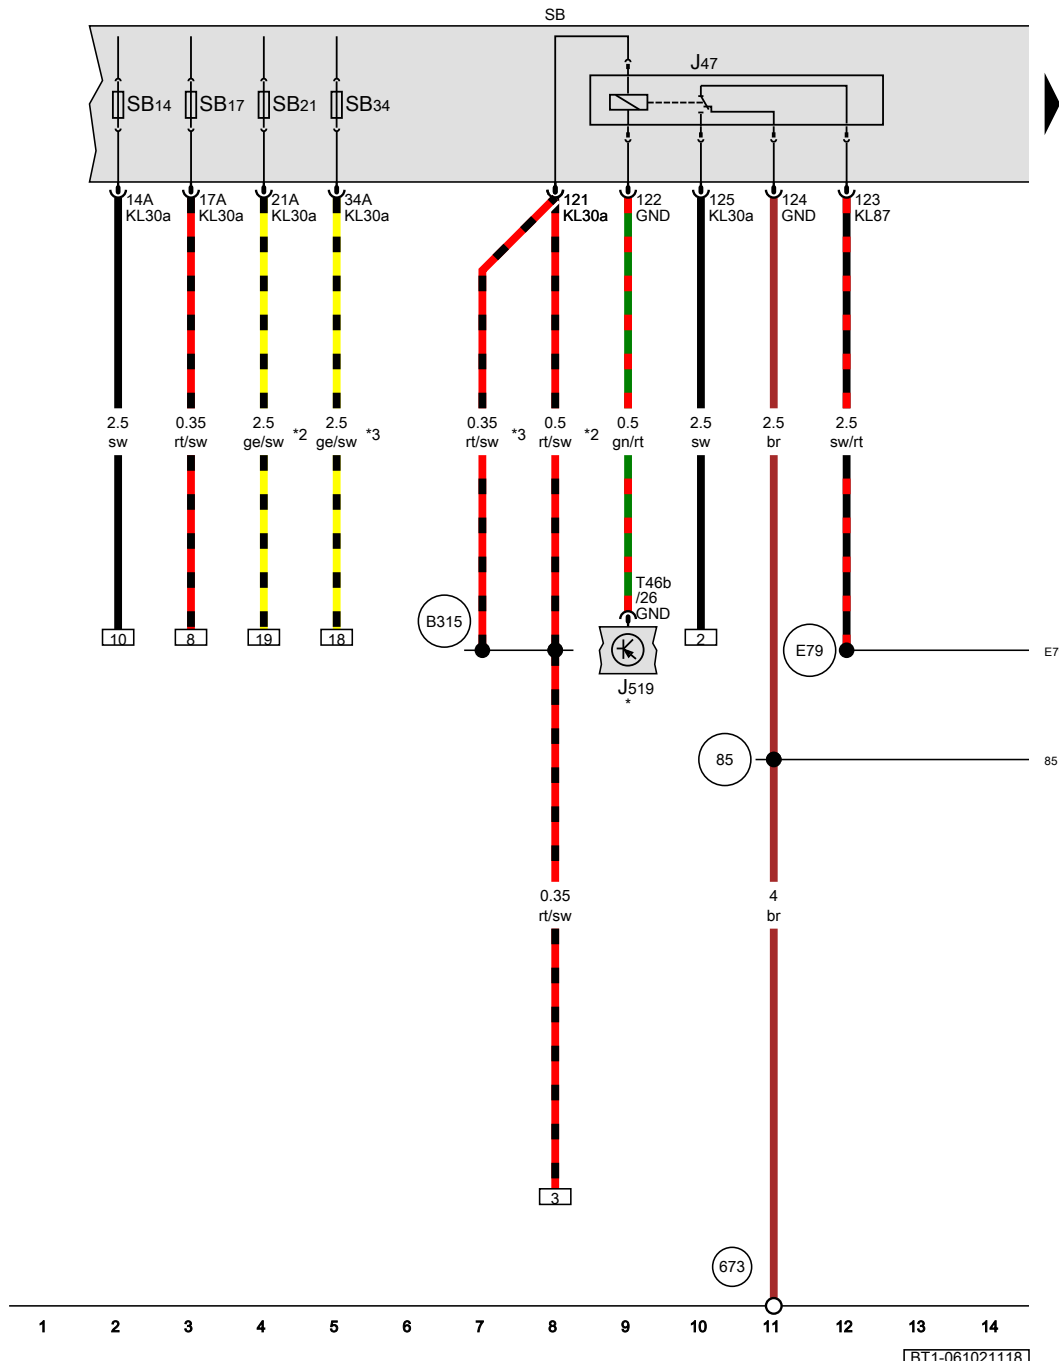 SB
J47
SB14 SB17 SB21 SB34
14A KL30a
17A KL30a
21A KL30a
34A KL30a
121 KL30a
122 GND
125 KL30a
124 GND
123 KL87
2.5 sw
0.35 rt/sw
2.5 ge/sw *2
2.5 ge/sw *3
0.35 rt/sw *3
0.5 rt/sw *2
0.5 gn/rt
2.5 sw
2.5 br
2.5 sw/rt
T46b
/26
GND
B315
10 8 19 18 2
E79
E7
J519
*
85
85
0.35 rt/sw
4 br
3
673
1 2 3 4 5 6 7 8 9 10 11 12 13 14
BT1-061021118